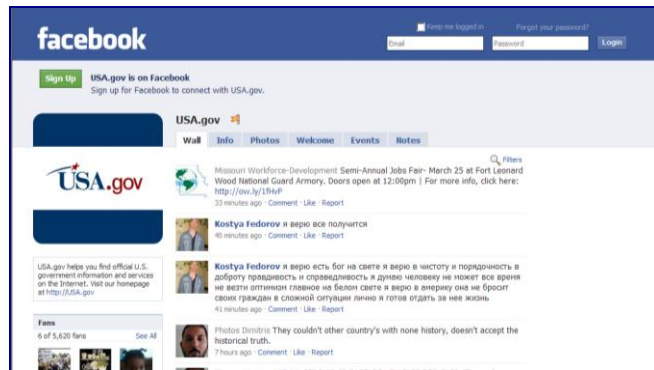 facebook
Keep me logged in
Forgot your password?
Email
Password
Login
Sign Up
USA.gov is on Facebook
Sign up for Facebook to connect with USA.gov.
USA.gov
Wall Info Photos Welcome Events Notes
Filters
USA.gov
Missouri Workforce-Development Semi-Annual Jobs Fair- March 25 at Fort Leonard
Wood National Guard Armory. Doors open at 12:00pm | For more info, click here:
http://ow.ly/1fHvP
33 minutes ago · Comment · Like · Report
Kostya Fedorov я верю все получится
40 minutes ago · Comment · Like · Report
Kostya Fedorov я верю есть бог на свете я верю в чистоту и порядочность в
доброту правдивость и справедливость я думаю человеку не может все время
не везти оптимизм главное на белом свете я верю в америку она не бросит
своих граждан в сложной ситуации лично я готов отдать за нее жизнь
41 minutes ago · Comment · Like · Report
Photos Dimitris They couldn't other country's with none history, doesn't accept the
historical truth.
7 hours ago · Comment · Like · Report
USA.gov helps you find official U.S.
government information and services
on the Internet. Visit our homepage
at http://USA.gov
Fans
6 of 5,620 fans
See All